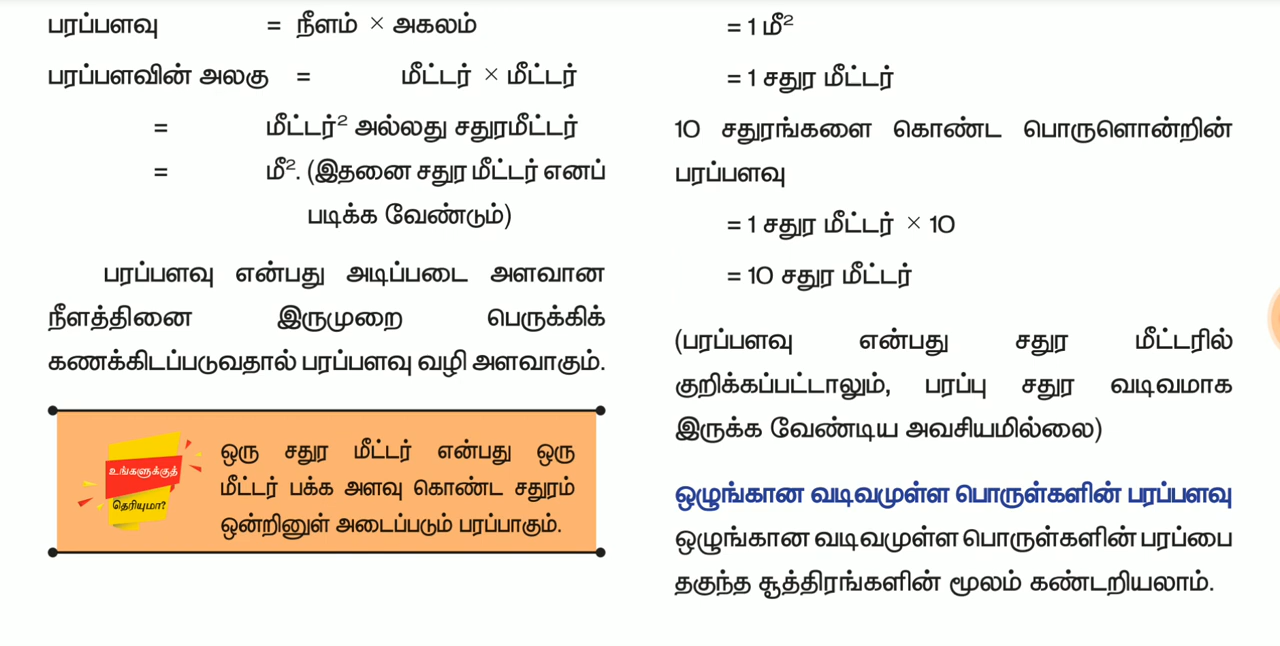 பரப்பளவு = நீளம் × அகலம்
பரப்பளவின் அலகு = மீட்டர் × மீட்டர்
= மீட்டர்² அல்லது சதுரமீட்டர்
= மீ². (இதனை சதுர மீட்டர் எனப்
படிக்க வேண்டும்)
பரப்பளவு என்பது அடிப்படை அளவான
நீளத்தினை இருமுறை பெருக்கிக்
கணக்கிடப்படுவதால் பரப்பளவு வழி அளவாகும்.
உங்களுக்குத்
தெரியுமா?
ஒரு சதுர மீட்டர் என்பது ஒரு
மீட்டர் பக்க அளவு கொண்ட சதுரம்
ஒன்றினுள் அடைப்படும் பரப்பாகும்.
= 1 மீ²
= 1 சதுர மீட்டர்
10 சதுரங்களை கொண்ட பொருளொன்றின்
பரப்பளவு
= 1 சதுர மீட்டர் × 10
= 10 சதுர மீட்டர்
(பரப்பளவு என்பது சதுர மீட்டரில்
குறிக்கப்பட்டாலும், பரப்பு சதுர வடிவமாக
இருக்க வேண்டிய அவசியமில்லை)
ஒழுங்கான வடிவமுள்ள பொருள்களின் பரப்பளவு
ஒழுங்கான வடிவமுள்ள பொருள்களின் பரப்பை
தகுந்த சூத்திரங்களின் மூலம் கண்டறியலாம்.